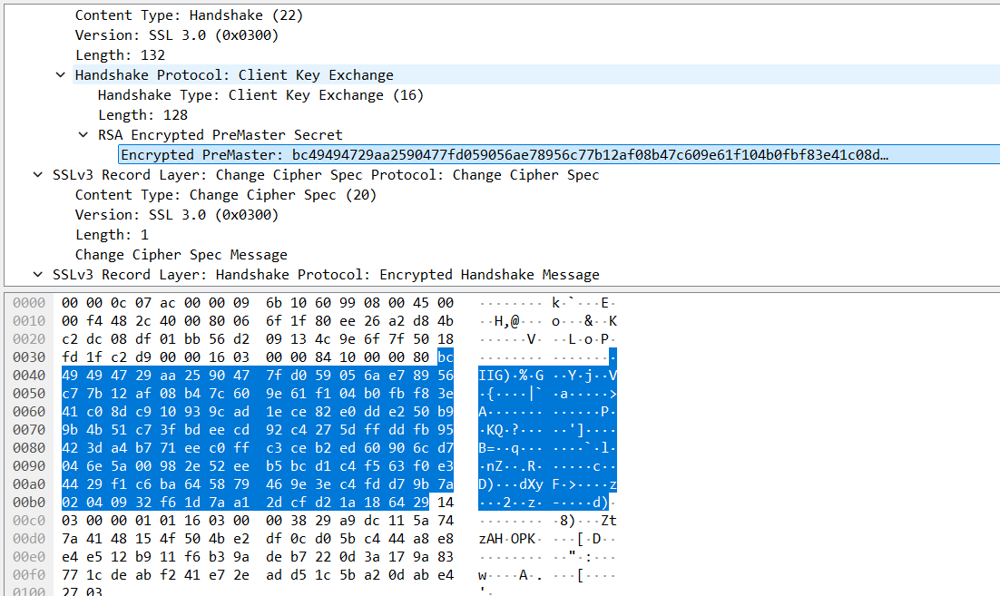 Content Type: Handshake (22)
Version: SSL 3.0 (0x0300)
Length: 132
Handshake Protocol: Client Key Exchange
Handshake Type: Client Key Exchange (16)
Length: 128
RSA Encrypted PreMaster Secret
Encrypted PreMaster: bc49494729aa2590477fd059056ae78956c77b12af08b47c609e61f104b0fbf83e41c08d…
SSLv3 Record Layer: Change Cipher Spec Protocol: Change Cipher Spec
Content Type: Change Cipher Spec (20)
Version: SSL 3.0 (0x0300)
Length: 1
Change Cipher Spec Message
SSLv3 Record Layer: Handshake Protocol: Encrypted Handshake Message
0000 00 00 0c 07 ac 00 00 09 6b 10 60 99 08 00 45 00 ········ k·`···E·
0010 00 f4 48 2c 40 00 80 06 6f 1f 80 ee 26 a2 d8 4b ··H,@··· o···&··K
0020 c2 dc 08 df 01 bb 56 d2 09 13 4c 9e 6f 7f 50 18 ······V· ··L·o·P·
0030 fd 1f c2 d9 00 00 16 03 00 00 84 10 00 00 80 bc ········ ········
0040 49 49 47 29 aa 25 90 47 7f d0 59 05 6a e7 89 56 IIG)·%·G ··Y·j··V
0050 c7 7b 12 af 08 b4 7c 60 9e 61 f1 04 b0 fb f8 3e ·{····|` ·a·····>
0060 41 c0 8d c9 10 93 9c ad 1e ce 82 e0 dd e2 50 b9 A······· ······P·
0070 9b 4b 51 c7 3f bd ee cd 92 c4 27 5d ff dd fb 95 ·KQ·?··· ··']····
0080 42 3d a4 b7 71 ee c0 ff c3 ce b2 ed 60 90 6c d7 B=··q··· ····`·l·
0090 04 6e 5a 00 98 2e 52 ee b5 bc d1 c4 f5 63 f0 e3 ·nZ··.R· ·····c··
00a0 44 29 f1 c6 ba 64 58 79 46 9e 3e c4 fd d7 9b 7a D)···dXy F·>····z
00b0 02 04 09 32 f6 1d 7a a1 2d cf d2 1a 18 64 29 14 ···2··z· -····d)·
00c0 03 00 00 01 01 16 03 00 00 38 29 a9 dc 11 5a 74 ········ ·8)···Zt
00d0 7a 41 48 15 4f 50 4b e2 df 0c d0 5b c4 44 a8 e8 zAH·OPK· ···[·D··
00e0 e4 e5 12 b9 11 f6 b3 9a de b7 22 0d 3a 17 9a 83 ········ ··"·:···
00f0 77 1c de ab f2 41 e7 2e ad d5 1c 5b a2 0d ab e4 w····A·. ···[····
0100 27 03 '·